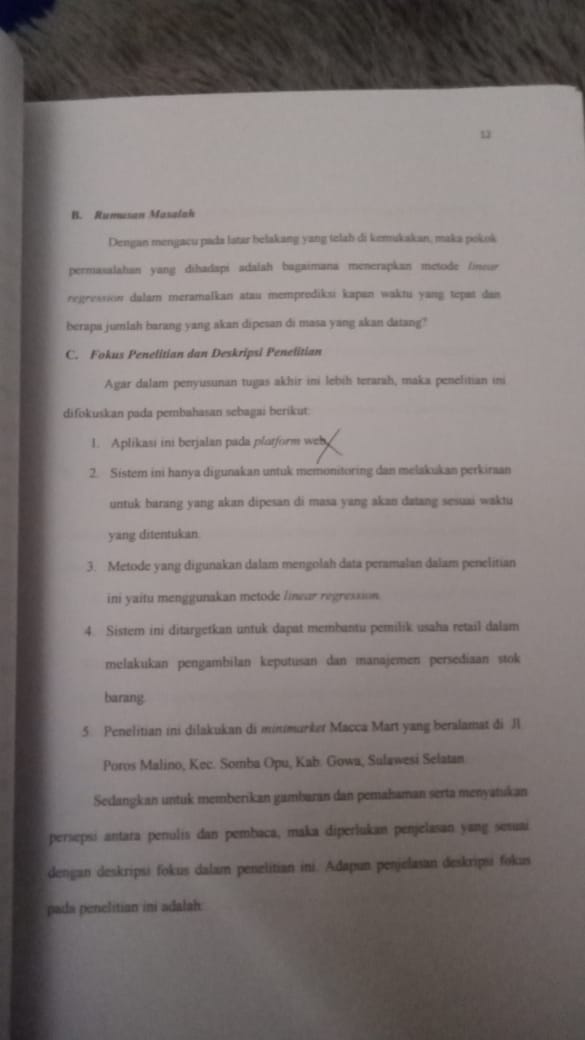 12
B. Rumusan Masalah
Dengan mengacu pada latar belakang yang telah di kemukakan, maka pokok
permasalahan yang dihadapi adalah bagaimana menerapkan metode linear
regression dalam meramalkan atau memprediksi kapan waktu yang tepat dan
berapa jumlah barang yang akan dipesan di masa yang akan datang?
C. Fokus Penelitian dan Deskripsi Penelitian
Agar dalam penyusunan tugas akhir ini lebih terarah, maka penelitian ini
difokuskan pada pembahasan sebagai berikut:
1. Aplikasi ini berjalan pada platform web
2. Sistem ini hanya digunakan untuk memonitoring dan melakukan perkiraan
untuk barang yang akan dipesan di masa yang akan datang sesuai waktu
yang ditentukan.
3. Metode yang digunakan dalam mengolah data peramalan dalam penelitian
ini yaitu menggunakan metode linear regression.
4. Sistem ini ditargetkan untuk dapat membantu pemilik usaha retail dalam
melakukan pengambilan keputusan dan manajemen persediaan stok
barang.
5. Penelitian ini dilakukan di minimarket Macca Mart yang beralamat di Jl.
Poros Malino, Kec. Somba Opu, Kab. Gowa, Sulawesi Selatan.
Sedangkan untuk memberikan gambaran dan pemahaman serta menyatukan
persepsi antara penulis dan pembaca, maka diperlukan penjelasan yang sesuai
dengan deskripsi fokus dalam penelitian ini. Adapun penjelasan deskripsi fokus
pada penelitian ini adalah: